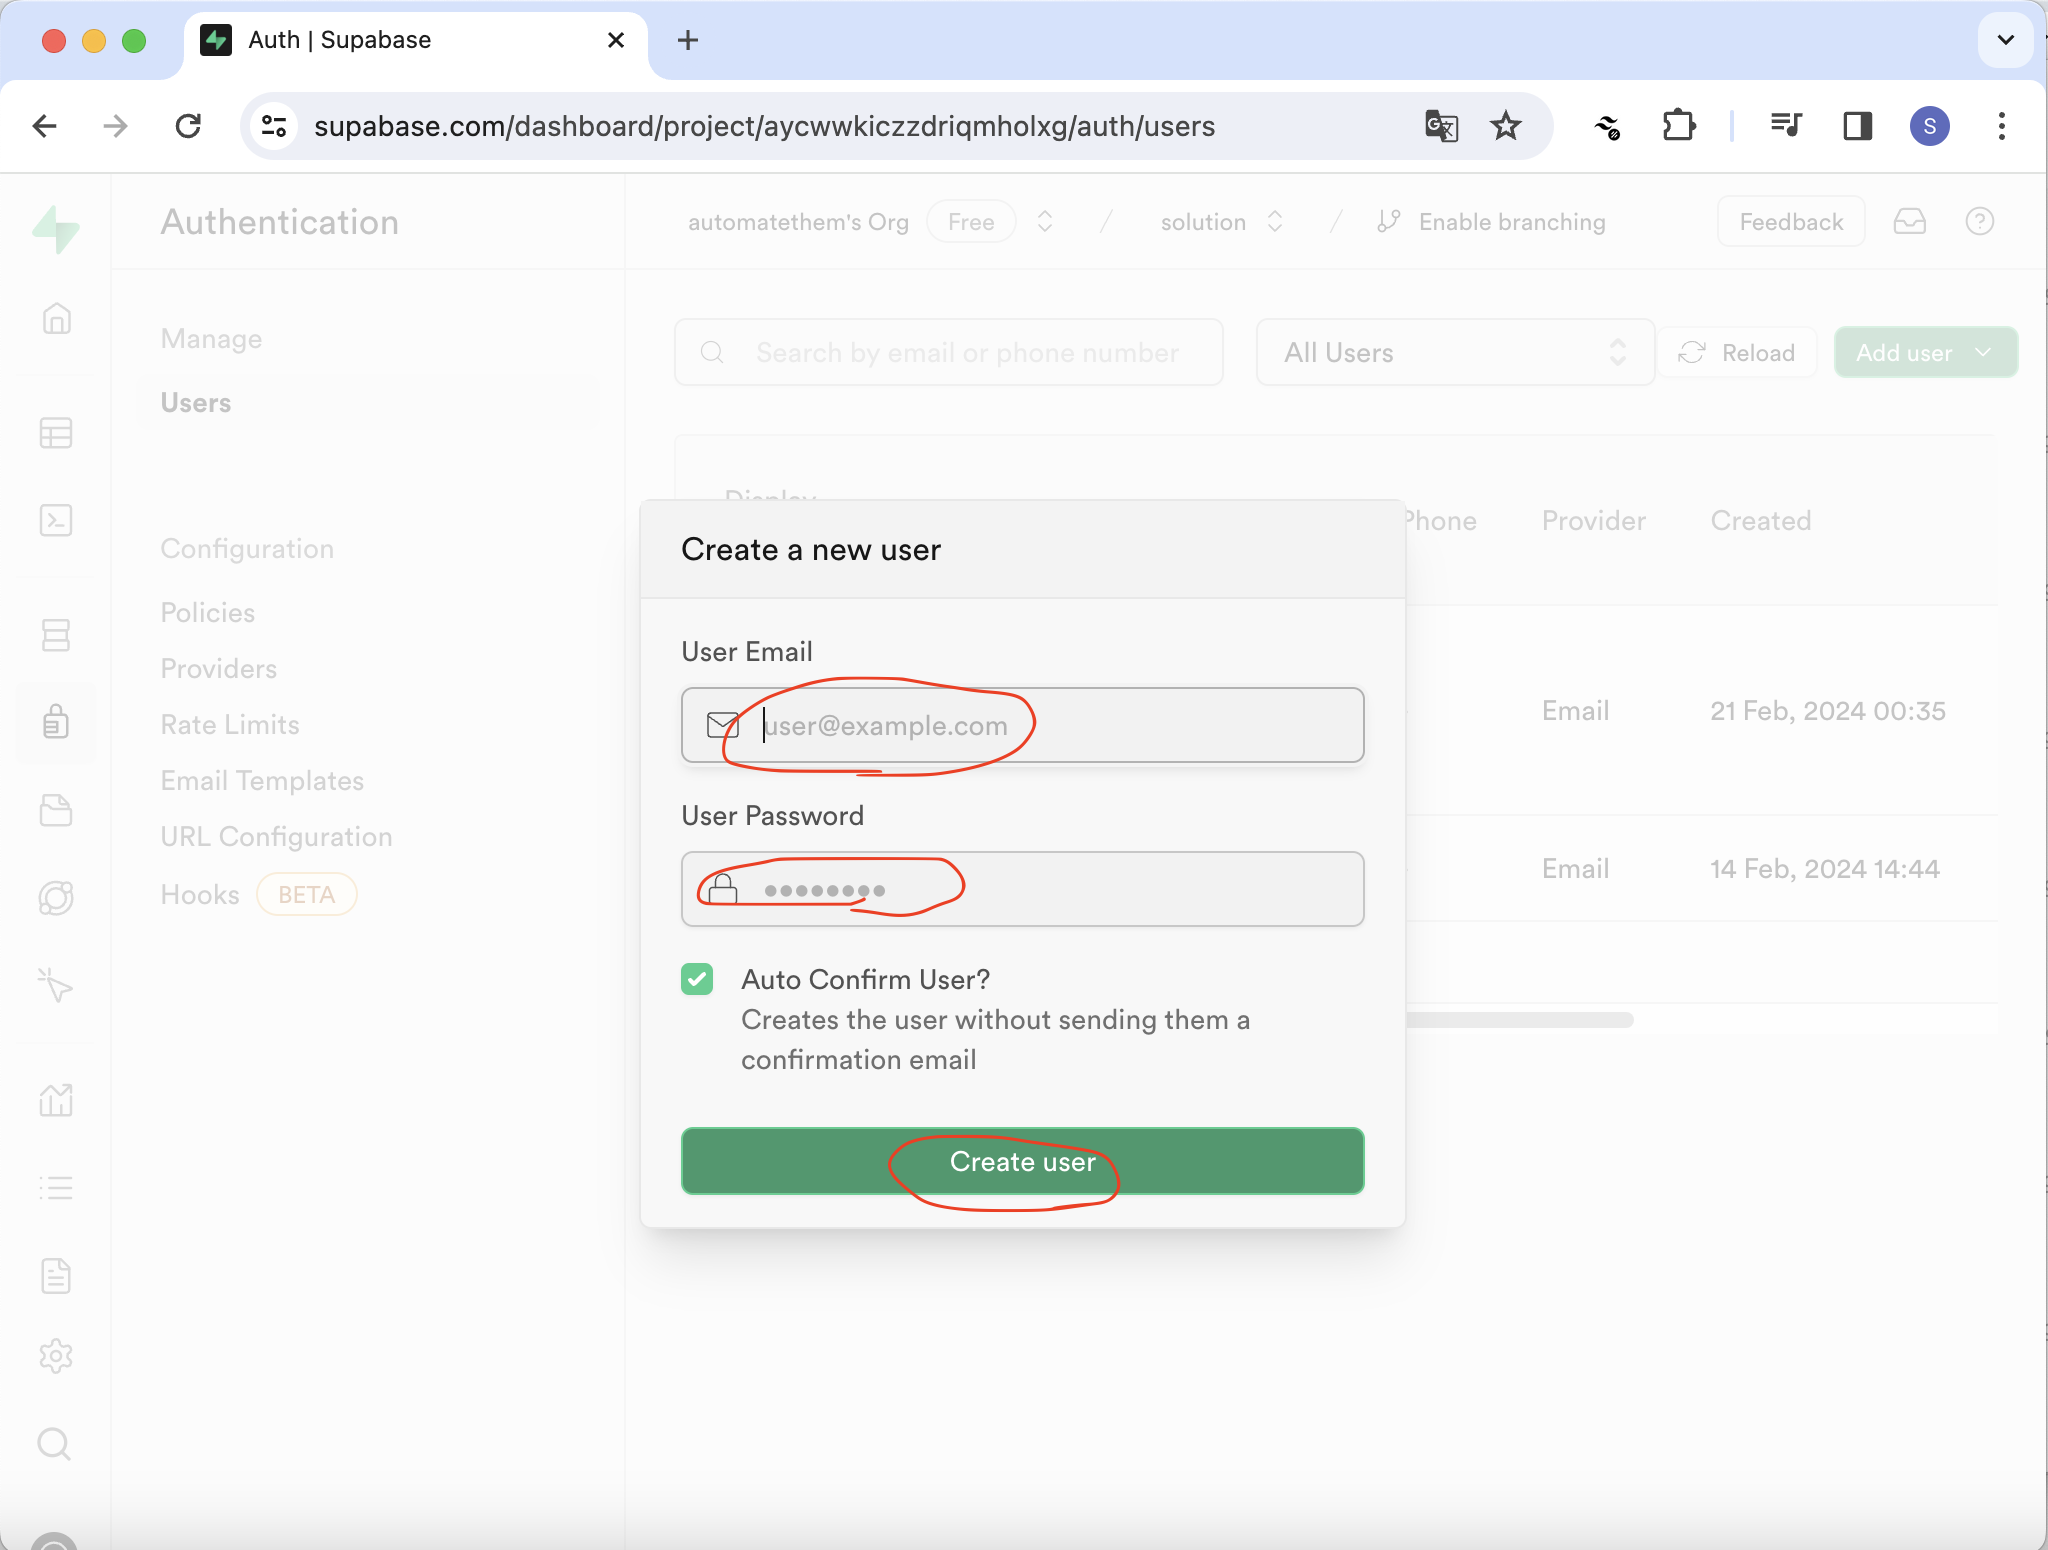 Auth | Supabase
supabase.com/dashboard/project/aycwwkiczzdriqmholxg/auth/users
S
Authentication
automatethem's Org Free / solution / Enable branching Feedback
Manage
Users
Search by email or phone number All Users Reload Add user
Configuration
Policies
Providers
Rate Limits
Email Templates
URL Configuration
Hooks BETA
Display Phone Provider Created
Email 21 Feb, 2024 00:35
Email 14 Feb, 2024 14:44
Create a new user
User Email
user@example.com
User Password
••••••••
Auto Confirm User?
Creates the user without sending them a
confirmation email
Create user